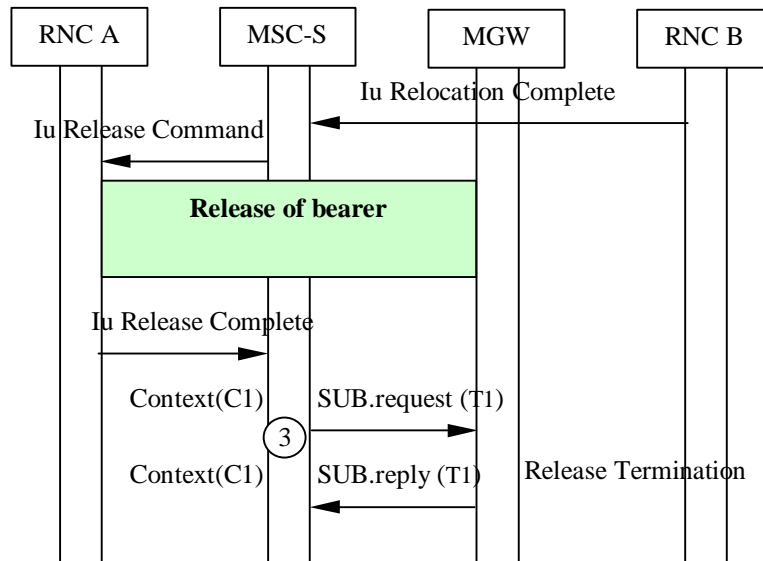 RNC A
MSC-S
MGW
RNC B
Iu Relocation Complete
Iu Release Command
Release of bearer
Iu Release Complete
Context(C1)
SUB.request (T1)
3
Context(C1)
SUB.reply (T1)
Release Termination